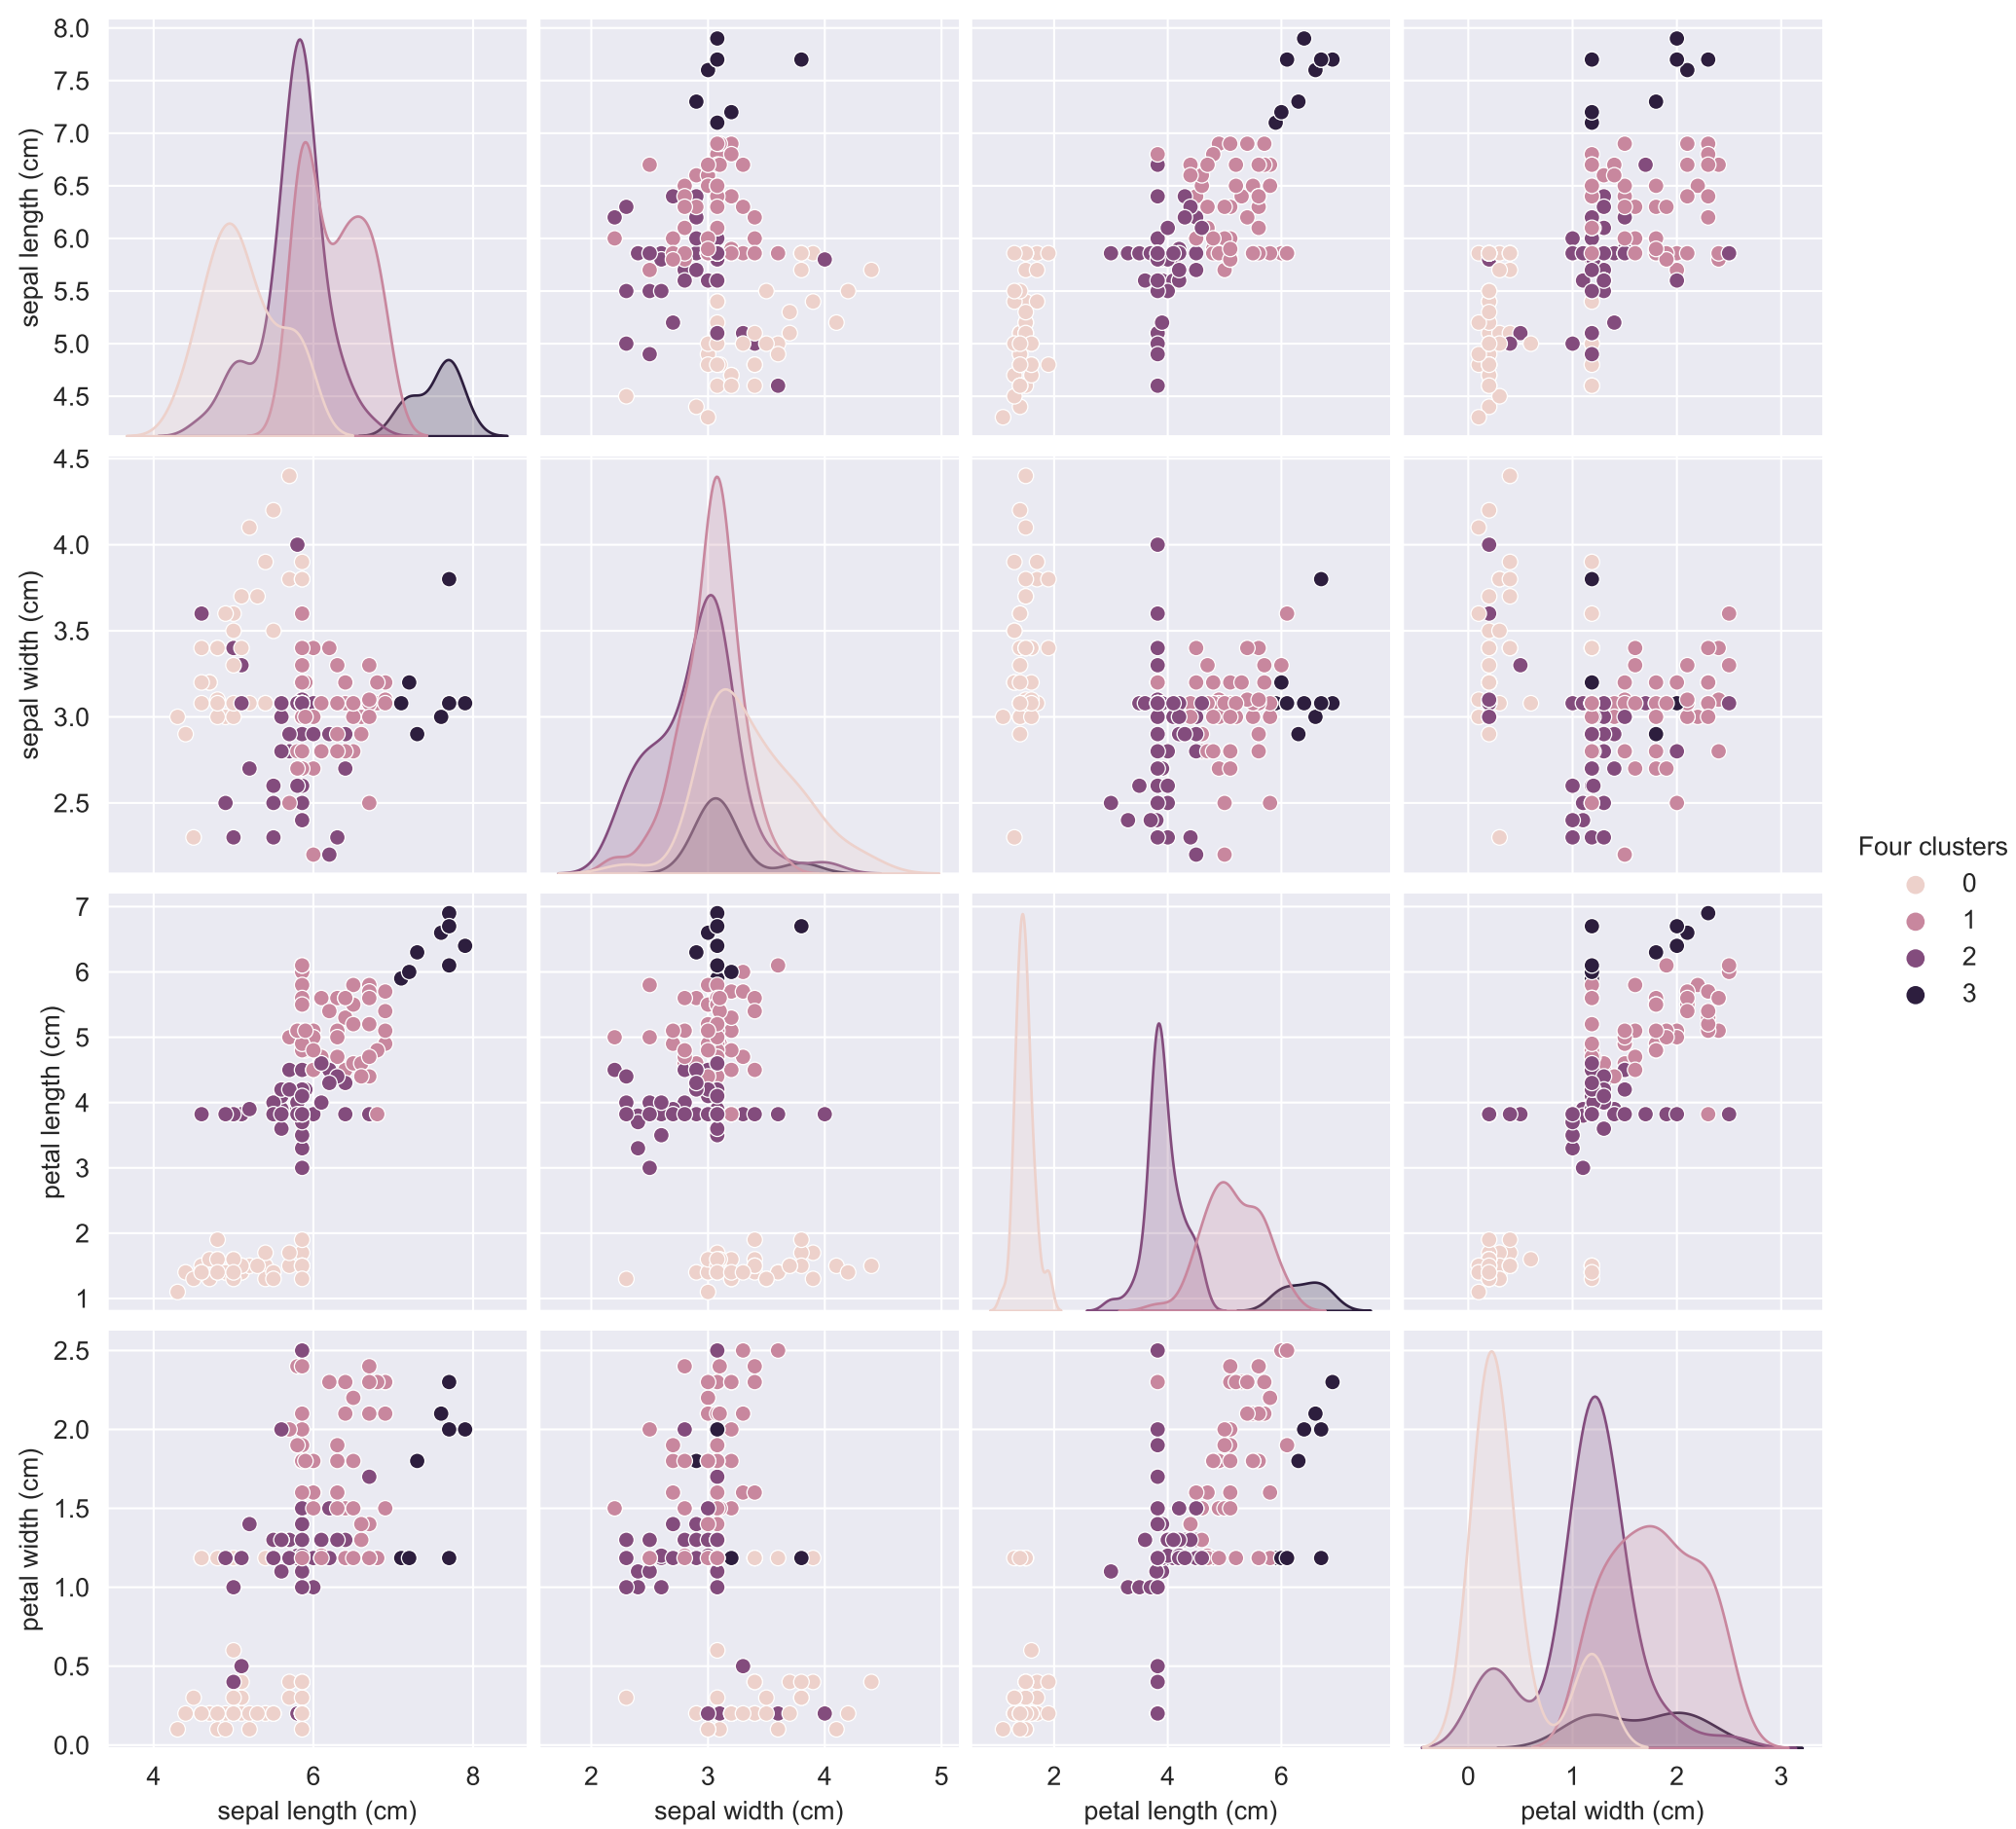 8.0
7.5
7.0
6.5
6.0
5.5
5.0
4.5
sepal length (cm)
4.5
4.0
3.5
3.0
2.5
sepal width (cm)
7
6
5
4
3
2
1
petal length (cm)
2.5
2.0
1.5
1.0
0.5
0.0
petal width (cm)
4 6 8
sepal length (cm)
2 3 4 5
sepal width (cm)
2 4 6
petal length (cm)
0 1 2 3
petal width (cm)
Four clusters
0
1
2
3